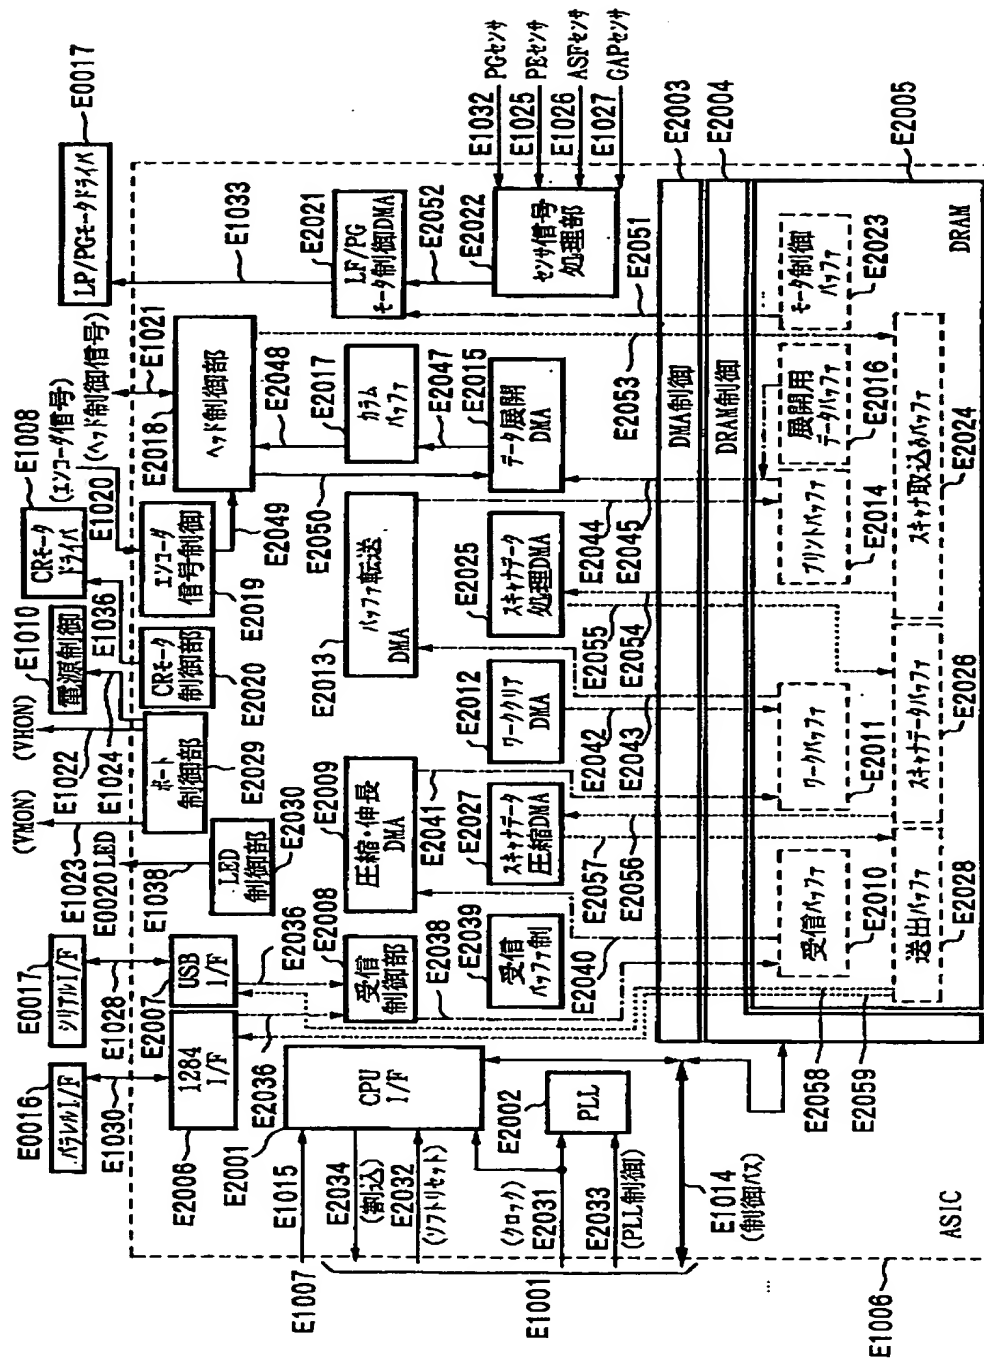 E0016
パラレルI/F
E1030
E0017
シリアルI/F
E1028
E0020 LED
E1038
(VMON)
E1023
(VHON)
E1022
E1024
E1010
電源制御
E1036
E1008
CRモータ
ドライバ
(エンコーダ信号)
E1020
(ヘッド制御信号)
E1021
LP/PGモータドライバ
E0017
E1033
E2006
1284
I/F
E2007
USB
I/F
E2036
E2036
LED
制御部
E2030
ポート
制御部
E2029
CRモータ
制御部
E2020
エンコーダ
信号制御
E2019
E2049
E2018
ヘッド制御部
E2050
E2048
E2001
CPU
I/F
E2008
受信
制御部
E2038
E2009
圧縮・伸長
DMA
E2041
E2013
バッファ転送
DMA
E2017
カラム
バッファ
E2047
E2021
LF/PG
モータ制御DMA
E2052
E2022
センサ信号
処理部
E1032 PGセンサ
E1025 PEセンサ
E1026 ASFセンサ
E1027 GAPセンサ
E1007
E1015
E2034
(割込)
E2032
(ソフトリセット)
(クロック)
E2031
E2033
(PLL制御)
E1001
E2002
PLL
E1014
(制御バス)
E2039
受信
バッファ制
E2040
E2027
スキャナデータ
圧縮DMA
E2057
E2056
E2012
ワーククリア
DMA
E2042
E2043
E2025
スキャナデータ
処理DMA
E2055
E2054
E2044
E2045
E2015
データ展開
DMA
E2053
E2051
DMA制御
E2003
DRAM制御
E2004
E2005
受信バッファ
E2010
ワークバッファ
E2011
プリントバッファ
E2014
展開用
データバッファ
E2016
モータ制御
バッファ
E2023
DRAM
E2058
E2059
送出バッファ
E2028
スキャナデータバッファ
E2026
スキャナ取込みバッファ
E2024
ASIC
E1006